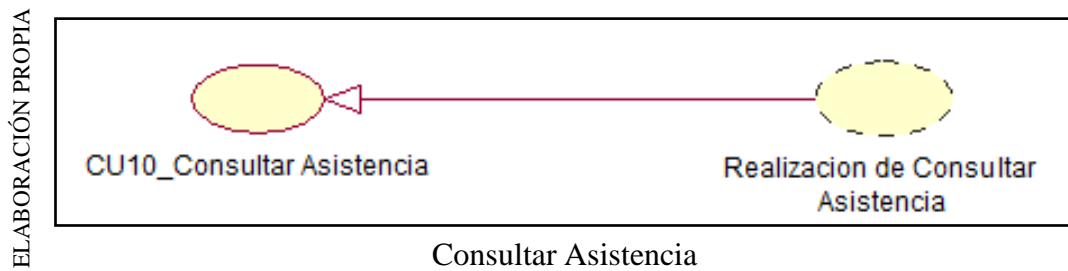 ELABORACIÓN PROPIA
CU10_Consultar Asistencia
Realizacion de Consultar
Asistencia
Consultar Asistencia